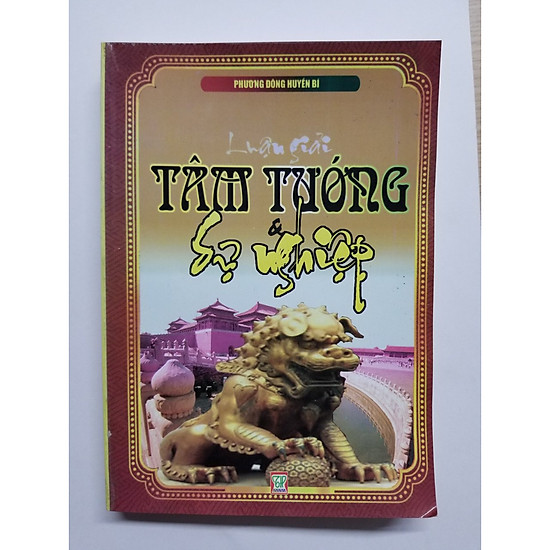 PHƯƠNG ĐÔNG HUYỀN BÍ
Luận giải
TÂM TƯỚNG
&
Sự nghiệp